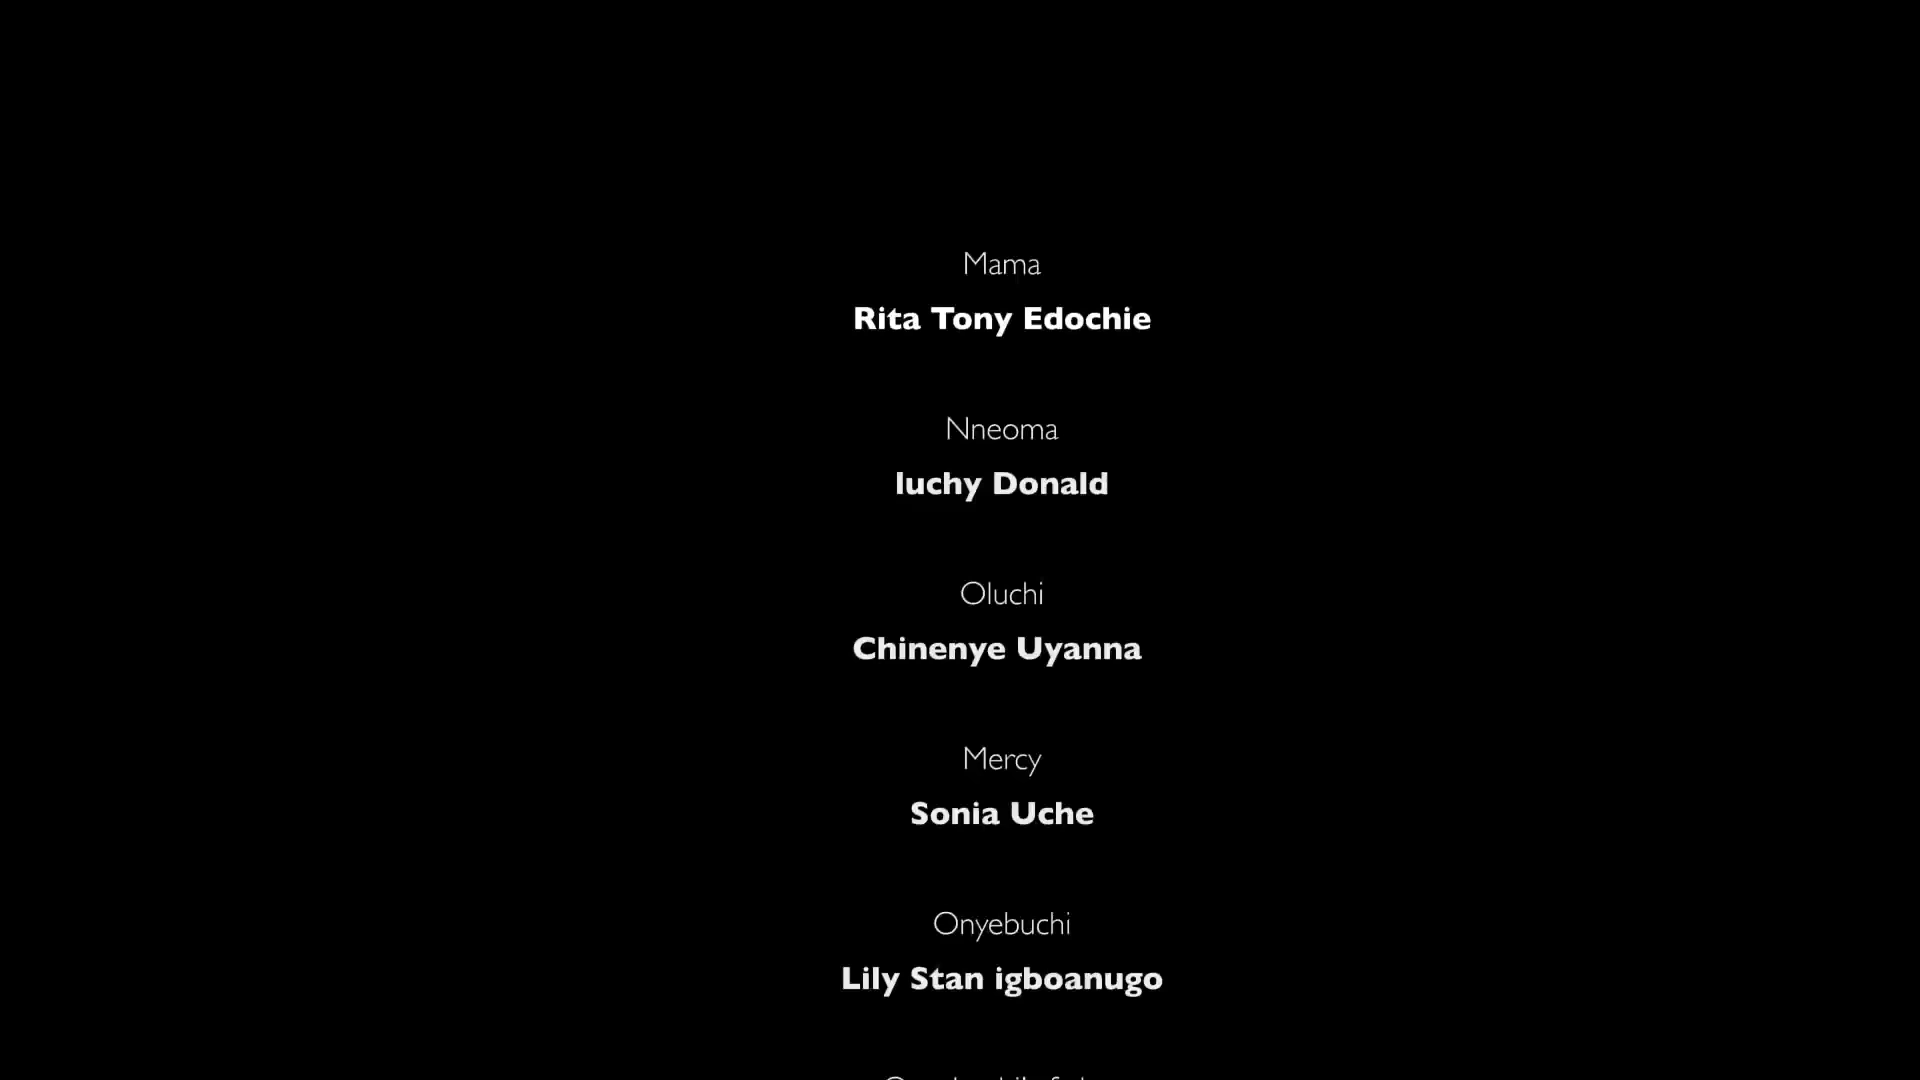 Mama
Rita Tony Edochie
Nneoma
luchy Donald
Oluchi
Chinenye Uyanna
Mercy
Sonia Uche
Onyebuchi
Lily Stan igboanugo